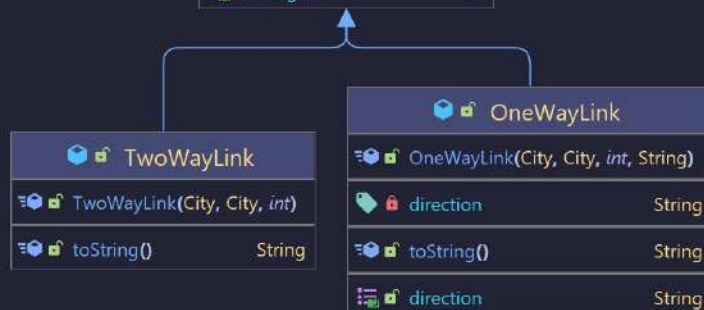 TwoWayLink
TwoWayLink(City, City, int)
toString() String
OneWayLink
OneWayLink(City, City, int, String)
direction String
toString() String
direction String